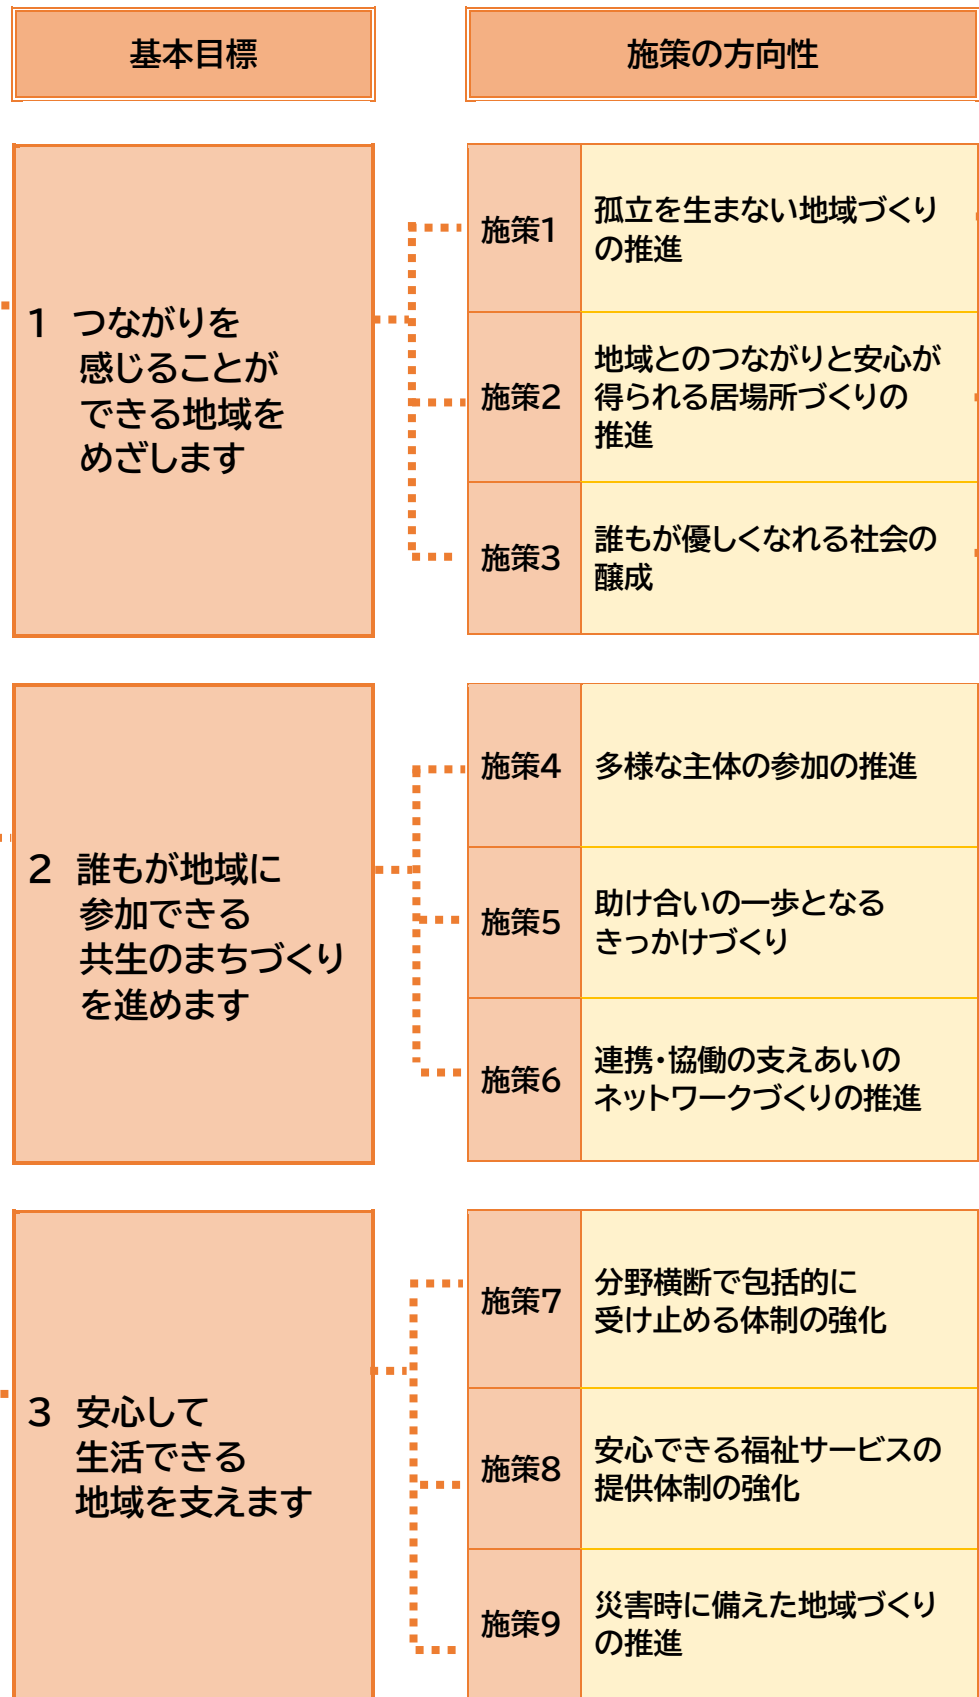 基本目標
施策の方向性
1 つながりを
感じることが
できる地域を
めざします
施策1
孤立を生まない地域づくり
の推進
施策2
地域とのつながりと安心が
得られる居場所づくりの
推進
施策3
誰もが優しくなれる社会の
醸成
2 誰もが地域に
参加できる
共生のまちづくり
を進めます
施策4
多様な主体の参加の推進
施策5
助け合いの一歩となる
きっかけづくり
施策6
連携・協働の支えあいの
ネットワークづくりの推進
3 安心して
生活できる
地域を支えます
施策7
分野横断で包括的に
受け止める体制の強化
施策8
安心できる福祉サービスの
提供体制の強化
施策9
災害時に備えた地域づくり
の推進